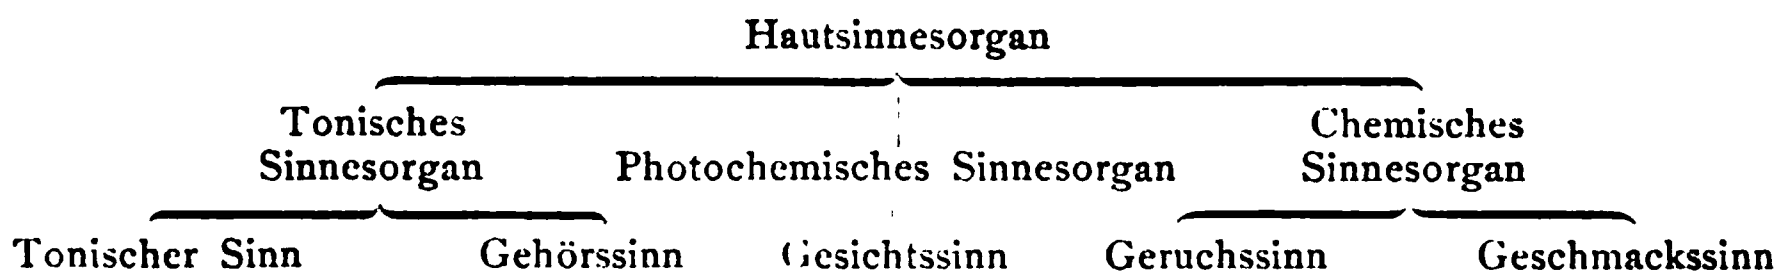 Hautsinnesorgan
Tonisches Chemisches
Sinnesorgan Photochemisches Sinnesorgan Sinnesorgan
Tonischer Sinn Gehörssinn Gesichtssinn Geruchssinn Geschmackssinn